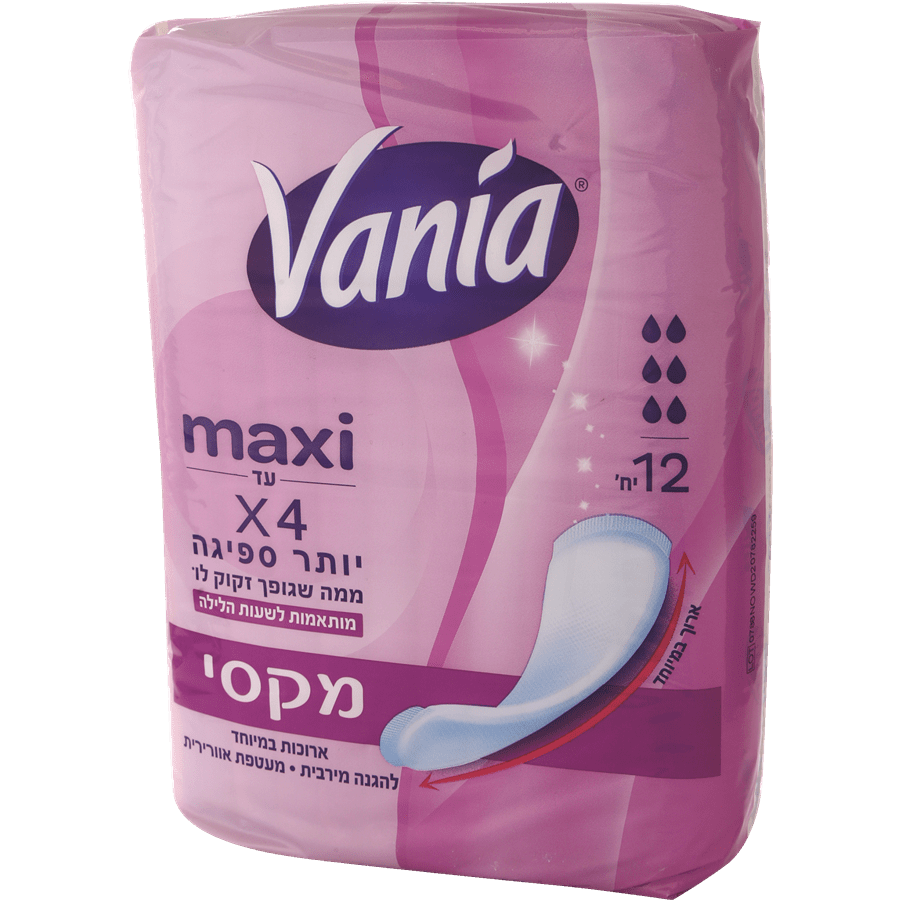 Vania®
maxi
עד
X4
יותר ספיגה
ממה שגופך זקוק לו*
מותאמות לשעות הלילה
מקסי
ארוכות במיוחד
להגנה מירבית • מעטפת אוורירית
12 יח'
ארוך במיוחד